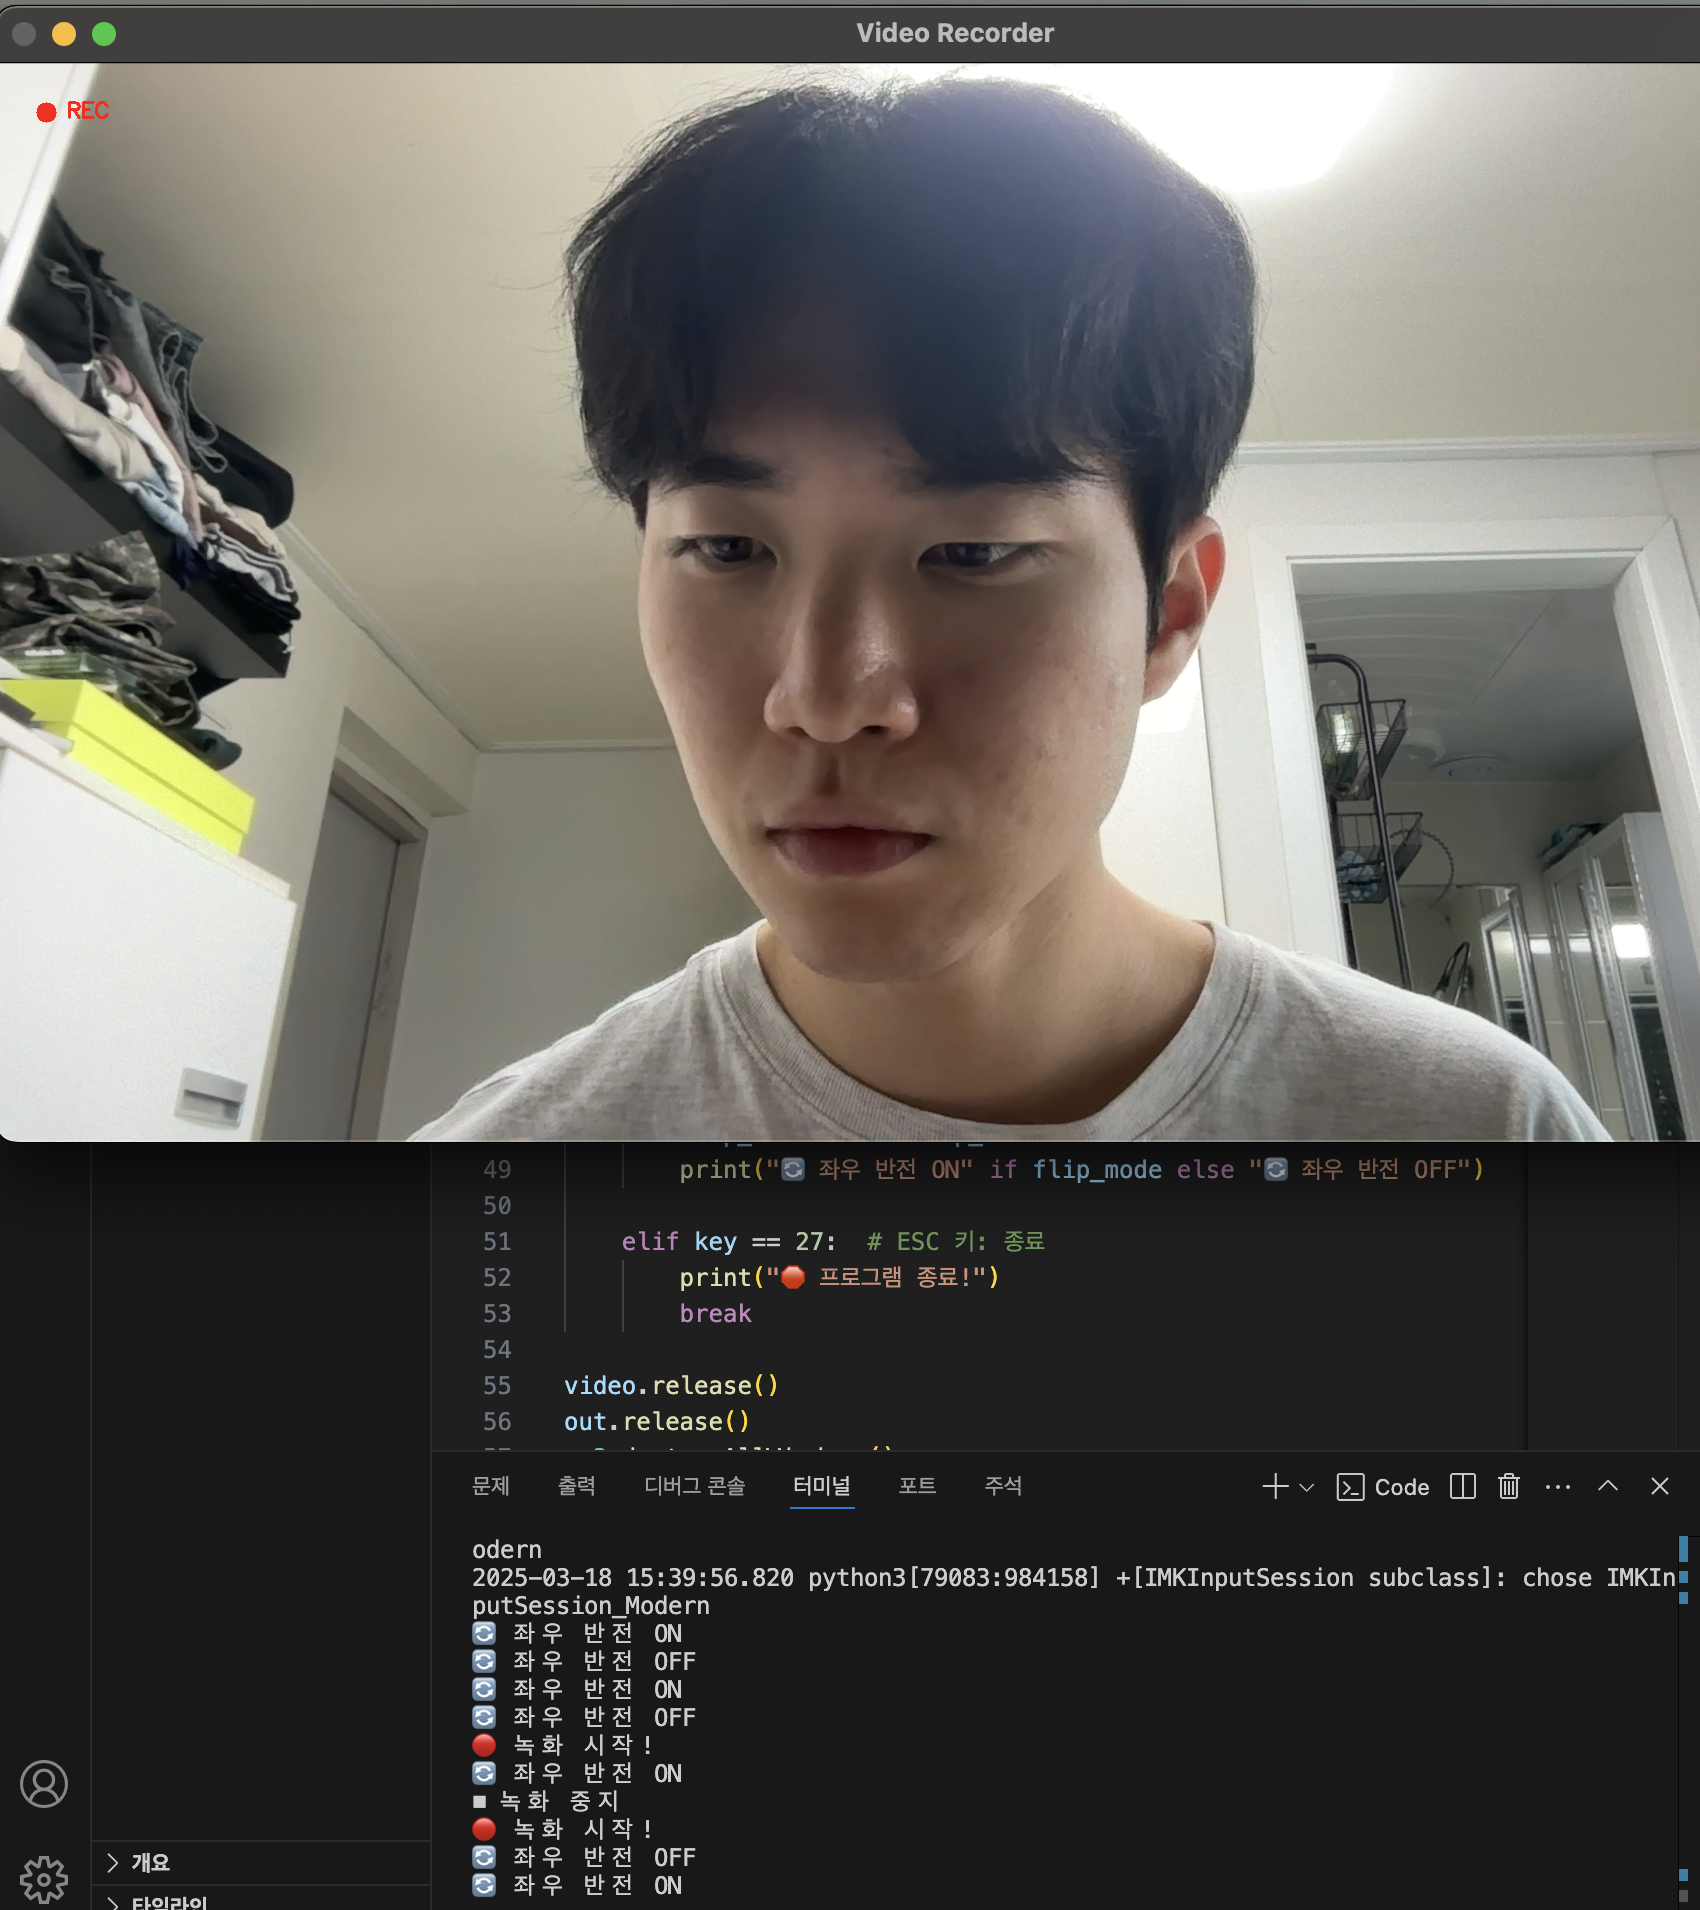 Video Recorder
REC
49 print("🔄 좌우 반전 ON" if flip_mode else "🔄 좌우 반전 OFF")
50
51 elif key == 27:  # ESC 키: 종료
52 print("🛑 프로그램 종료!")
53 break
54
55 video.release()
56 out.release()
문제 출력 디버그 콘솔 터미널 포트 주석 Code
odern
2025-03-18 15:39:56.820 python3[79083:984158] +[IMKInputSession subclass]: chose IMKIn
putSession_Modern
🔄 좌우 반전 ON
🔄 좌우 반전 OFF
🔄 좌우 반전 ON
🔄 좌우 반전 OFF
🔴 녹화 시작!
🔄 좌우 반전 ON
⏹ 녹화 중지
🔴 녹화 시작!
🔄 좌우 반전 OFF
🔄 좌우 반전 ON
개요
타임라인